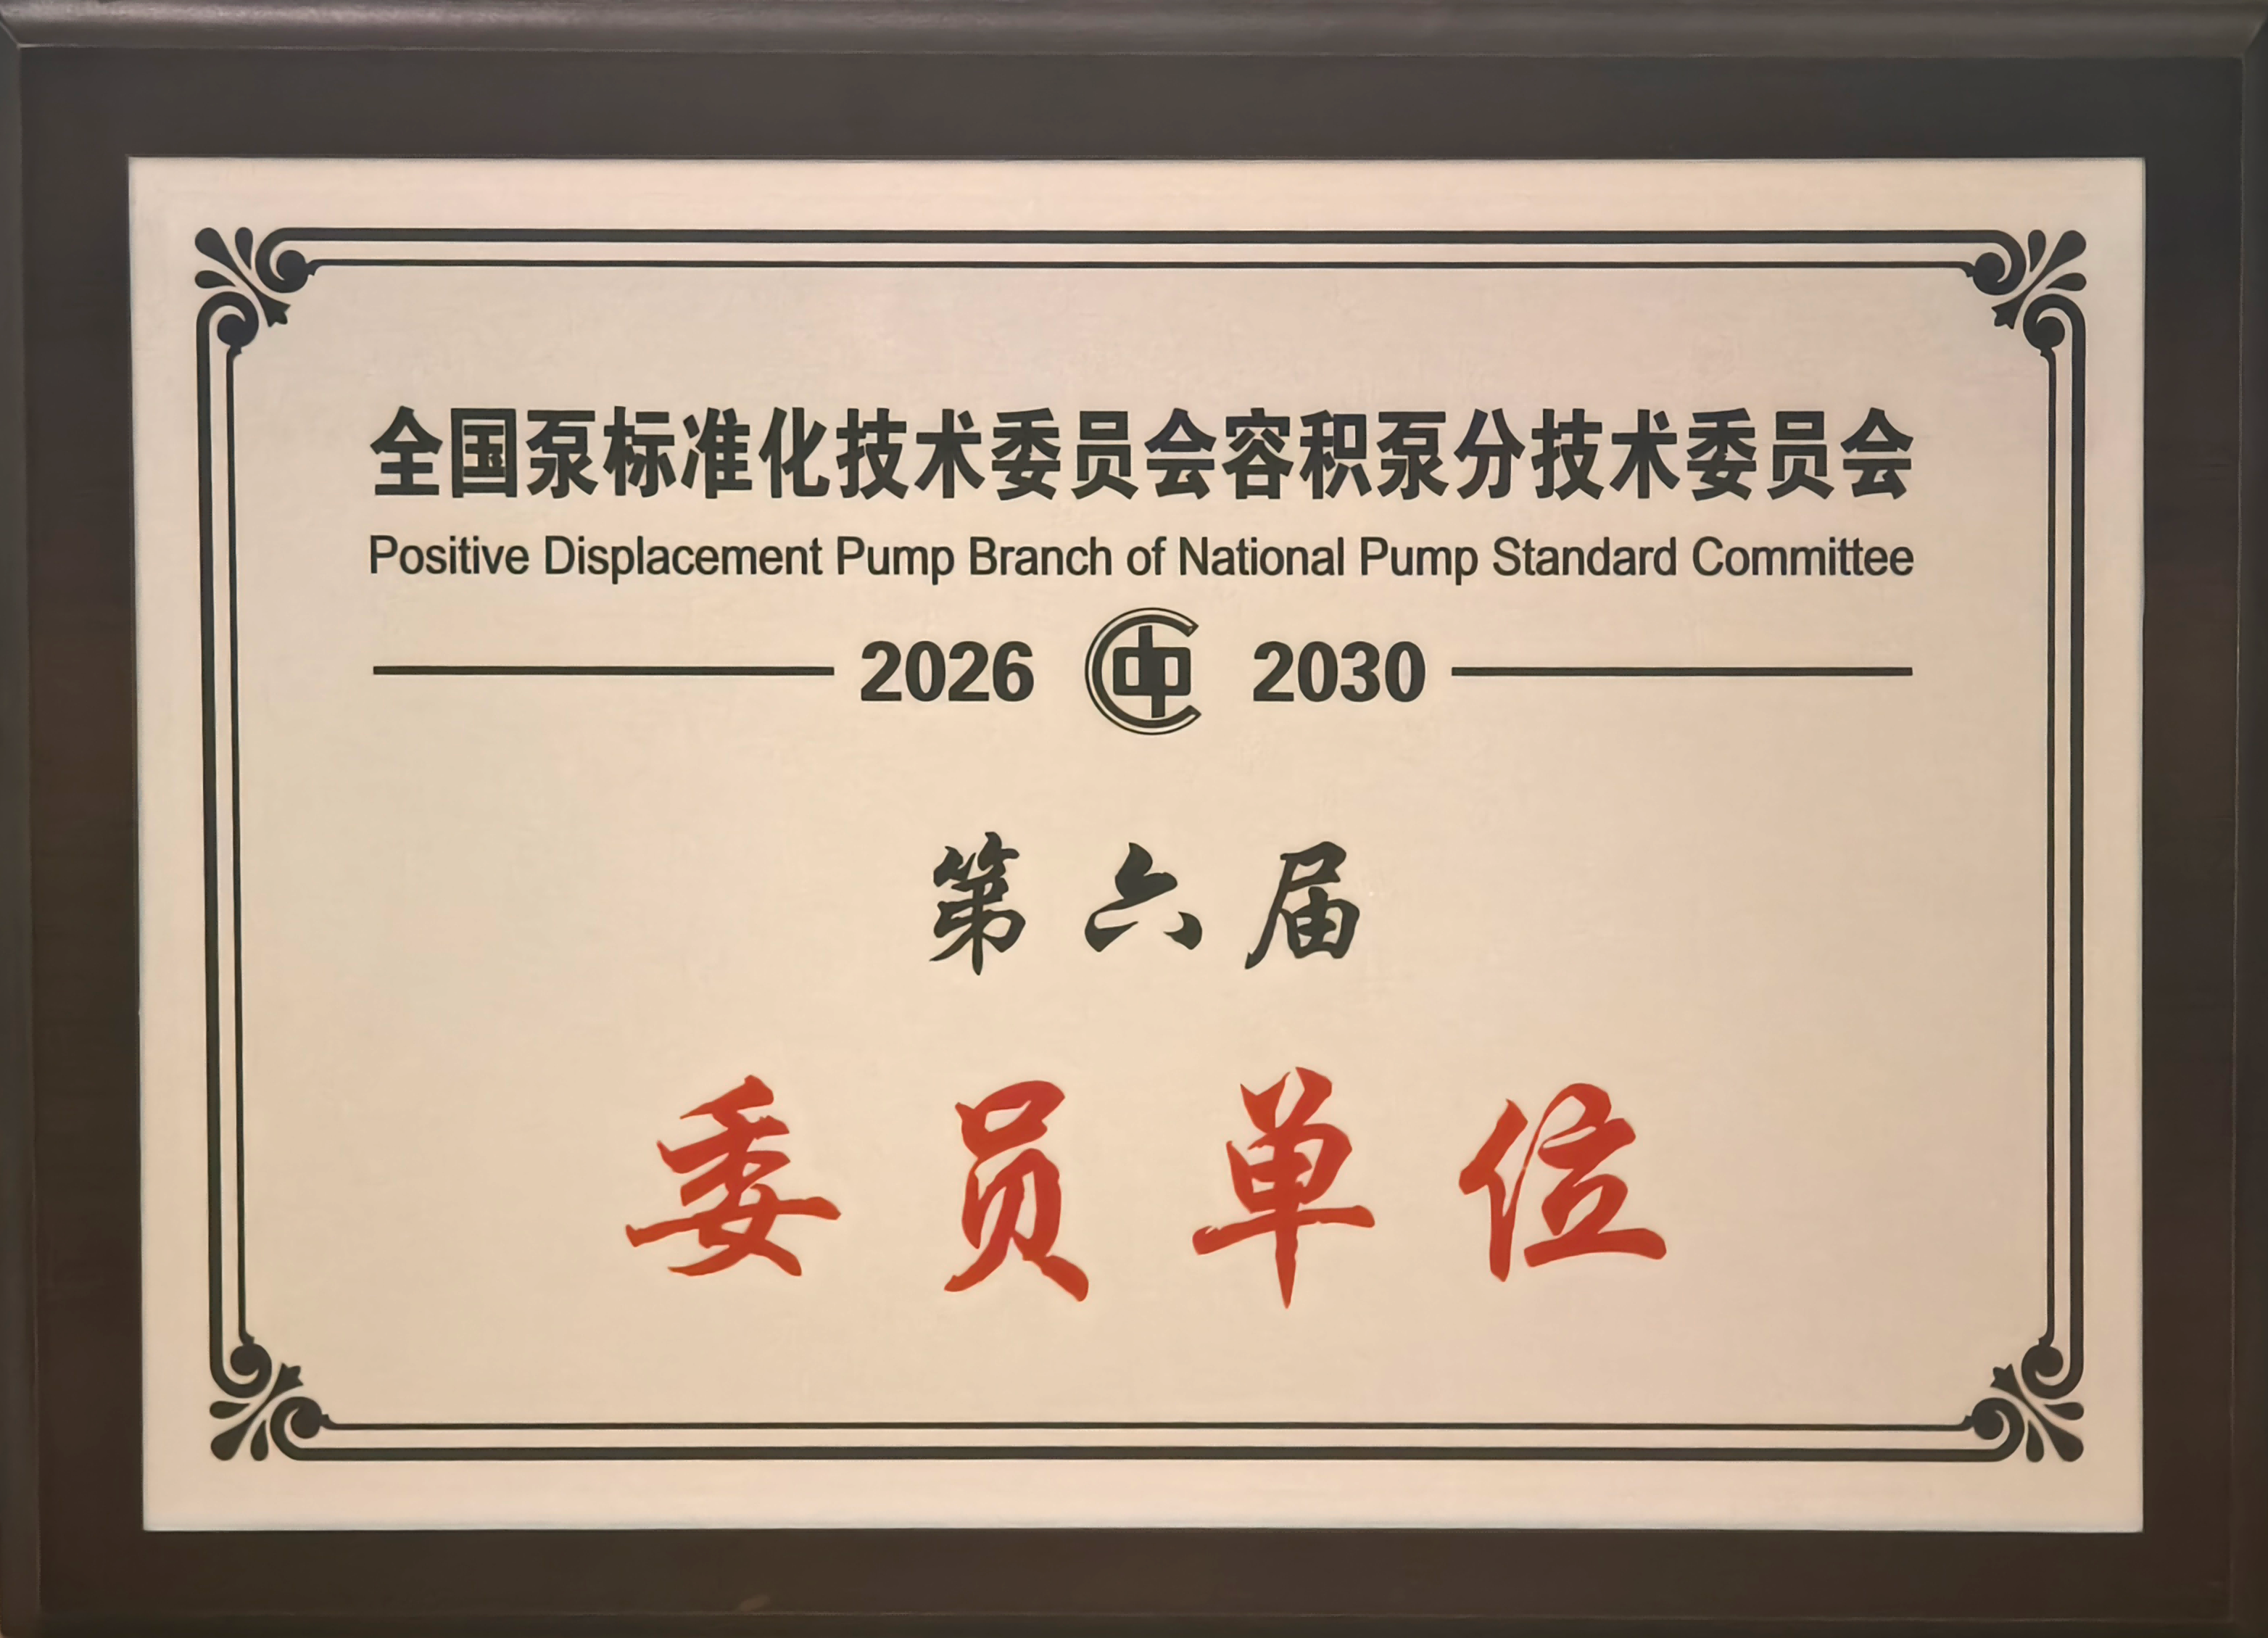 全国泵标准化技术委员会容积泵分技术委员会
Positive Displacement Pump Branch of National Pump Standard Committee
2026 2030
第六届
委员单位